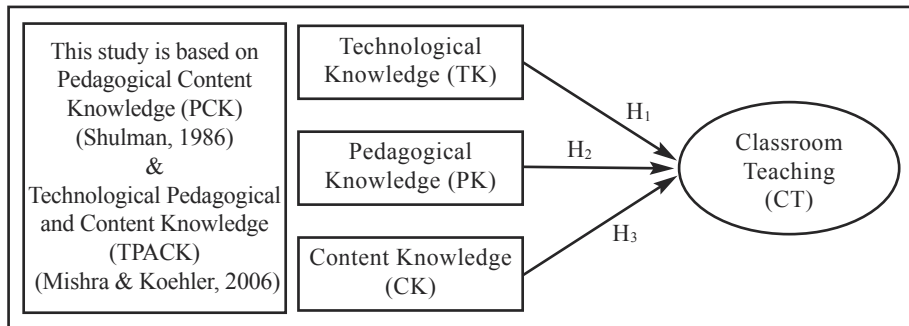 This study is based on
Pedagogical Content
Knowledge (PCK)
(Shulman, 1986)
&
Technological Pedagogical
and Content Knowledge
(TPACK)
(Mishra & Koehler, 2006)
Technological
Knowledge (TK)
Pedagogical
Knowledge (PK)
Content Knowledge
(CK)
H₁
H₂
H₃
Classroom
Teaching
(CT)